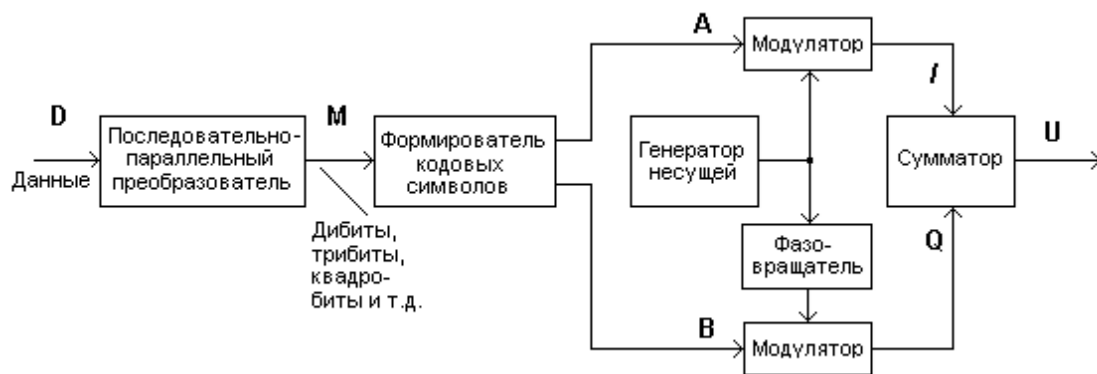 D
Данные
Последовательно-
параллельный
преобразователь
M
Дибиты,
трибиты,
квадро-
биты и т.д.
Формирователь
кодовых
символов
A
B
Генератор
несущей
Модулятор
Фазо-
вращатель
Модулятор
I
Q
Сумматор
U